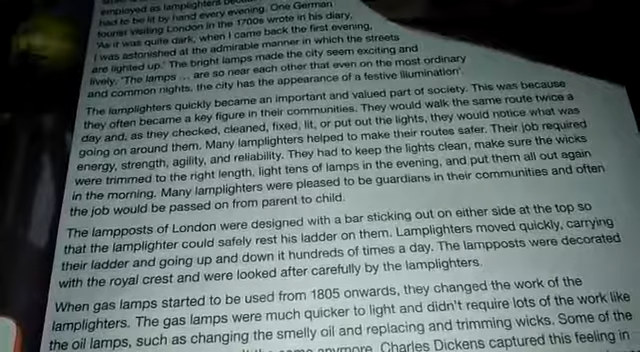 employed as lamplighters
had to be lit by hand every evening. One German
tourist visiting London in the 1700s wrote in his diary,
'As it was quite dark, when I came back the first evening,
I was astonished at the admirable manner in which the streets
are lighted up.' The bright lamps made the city seem exciting and
lively. 'The lamps ... are so near each other that even on the most ordinary
and common nights, the city has the appearance of a festive illumination'.
The lamplighters quickly became an important and valued part of society. This was because
they often became a key figure in their communities. They would walk the same route twice a
day and, as they checked, cleaned, fixed, lit, or put out the lights, they would notice what was
going on around them. Many lamplighters helped to make their routes safer. Their job required
energy, strength, agility, and reliability. They had to keep the lights clean, make sure the wicks
were trimmed to the right length, light tens of lamps in the evening, and put them all out again
in the morning. Many lamplighters were pleased to be guardians in their communities and often
the job would be passed on from parent to child.
The lampposts of London were designed with a bar sticking out on either side at the top so
that the lamplighter could safely rest his ladder on them. Lamplighters moved quickly, carrying
their ladder and going up and down it hundreds of times a day. The lampposts were decorated
with the royal crest and were looked after carefully by the lamplighters.
When gas lamps started to be used from 1805 onwards, they changed the work of the
lamplighters. The gas lamps were much quicker to light and didn't require lots of the work like
the oil lamps, such as changing the smelly oil and replacing and trimming wicks. Some of the
anymore. Charles Dickens captured this feeling in